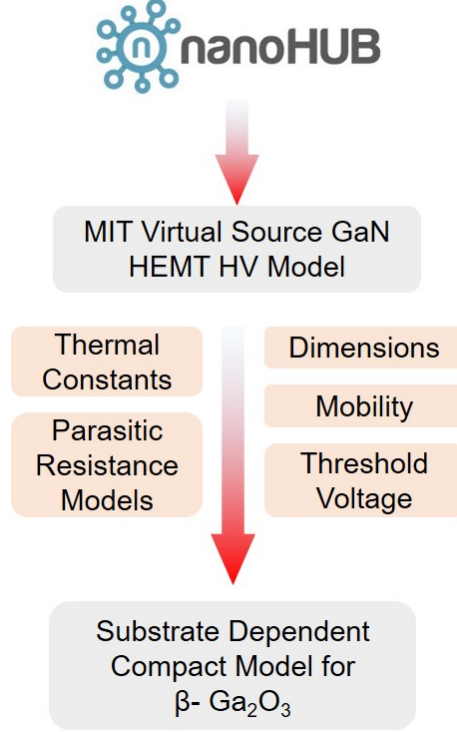 n nanoHUB
MIT Virtual Source GaN
HEMT HV Model
Thermal
Constants
Parasitic
Resistance
Models
Dimensions
Mobility
Threshold
Voltage
Substrate Dependent
Compact Model for
β- Ga₂O₃